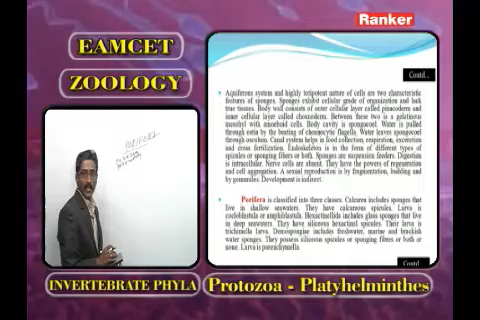 Ranker
EAMCET
ZOOLOGY
Contd...
Aquiferous system and highly totipotent nature of cells are two characteristic
features of sponges. Sponges exhibit cellular grade of organization and lack
true tissues. Body wall consists of outer cellular layer called pinacoderm and
inner cellular layer called choanoderm. Between these two is a gelatinous
mesohyl with amoeboid cells. Body cavity is spongocoel. Water is pulled
through ostia by the beating of choanocytic flagella. Water leaves spongocoel
through osculum. Canal system helps in food collection, respiration, excretion
and cross fertilization. Endoskeleton is in the form of different types of
spicules or sponging fibres or both. Sponges are suspension feeders. Digestion
is intracellular. Nerve cells are absent. They have the powers of regeneration
and cell aggregation. A sexual reproduction is by fragmentation, budding and
by gemmules. Development is indirect.
Porifera is classified into three classes. Calcarea includes sponges that
live in shallow seawaters. They have calcareous spicules. Larva is
coeloblastula or amphiblastula. Hexactinellida includes glass sponges that live
in deep seawaters. They have siliceous hexactinal spicules. Their larva is
trichimella larva. Demospongiae includes freshwater, marine and brackish
water sponges. They possess siliceous spicules or sponging fibres or both or
none. Larva is parenchymella.
Contd
PORIFERA
INVERTEBRATE PHYLA
Protozoa - Platyhelminthes